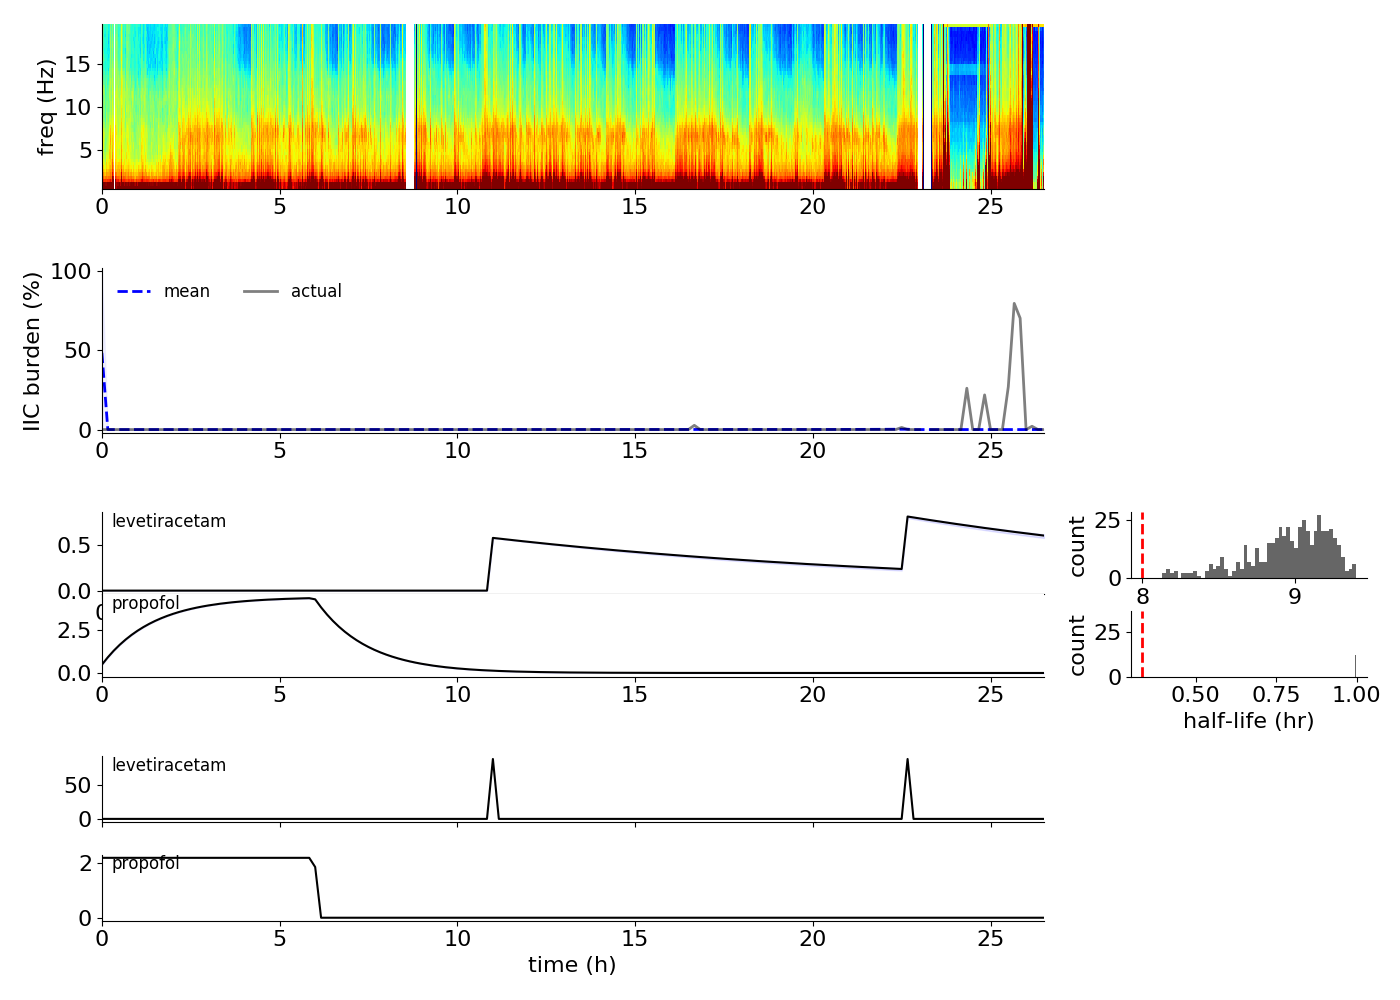 freq (Hz)
15
10
5
0 5 10 15 20 25
IIC burden (%)
100
50
0
mean actual
0 5 10 15 20 25
levetiracetam
0.5
0.0
0
propofol
2.5
0.0
0 5 10 15 20 25
count
25
0
8 9
count
25
0
0.50 0.75 1.00
half-life (hr)
levetiracetam
50
0
propofol
2
0
0 5 10 15 20 25
time (h)